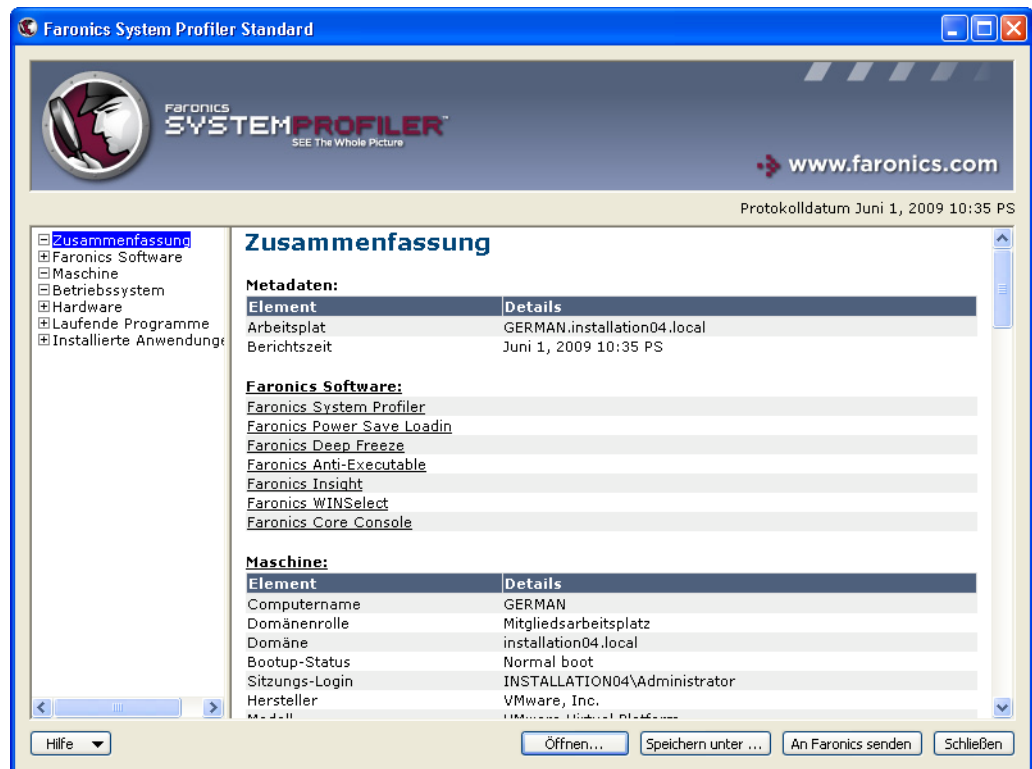 Faronics System Profiler Standard
Faronics
SYSTEMPROFILER™
SEE The Whole Picture
www.faronics.com
Protokolldatum Juni 1, 2009 10:35 PS
Zusammenfassung
Faronics Software
Maschine
Betriebssystem
Hardware
Laufende Programme
Installierte Anwendunge
Zusammenfassung
Metadaten:
Element Details
Arbeitsplat GERMAN.installation04.local
Berichtszeit Juni 1, 2009 10:35 PS
Faronics Software:
Faronics System Profiler
Faronics Power Save Loadin
Faronics Deep Freeze
Faronics Anti-Executable
Faronics Insight
Faronics WINSelect
Faronics Core Console
Maschine:
Element Details
Computername GERMAN
Domänenrolle Mitgliedsarbeitsplatz
Domäne installation04.local
Bootup-Status Normal boot
Sitzungs-Login INSTALLATION04\Administrator
Hersteller VMware, Inc.
Modell VMware Virtual Platform
Hilfe Öffnen... Speichern unter ... An Faronics senden Schließen